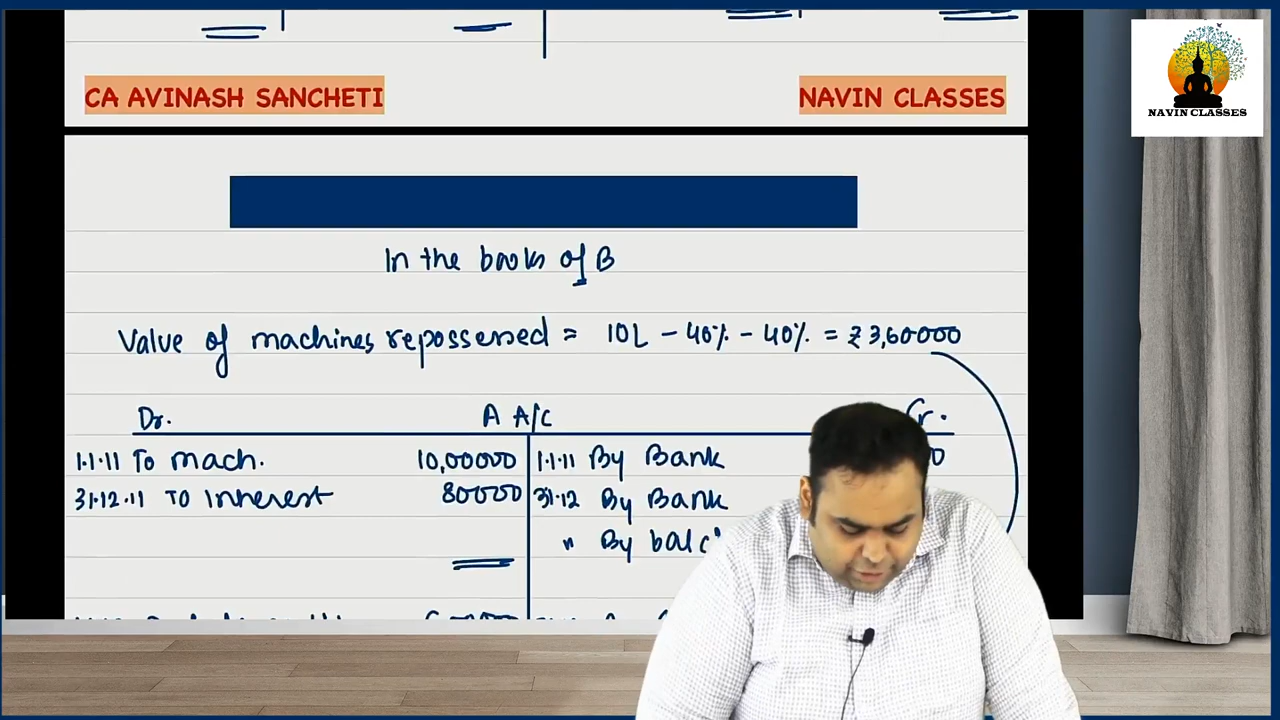 CA AVINASH SANCHETI NAVIN CLASSES
NAVIN CLASSES
In the books of B
Value of machines repossessed = 10L - 40% - 40% = ₹3,60000
Dr. A A/C Cr.
1.1.11 To mach. 10,00000 1.1.11 By Bank
31.12.11 To Interest 80000 31.12 By Bank
" By balc